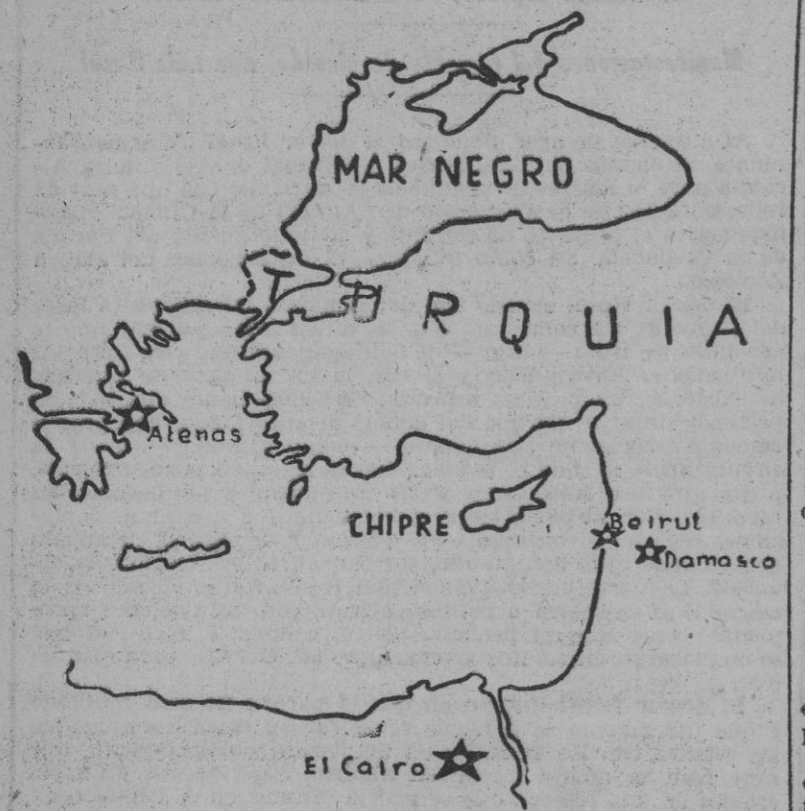 MAR NEGRO
TURQUIA
Atenas
CHIPRE
Beirut
Damasco
El Cairo